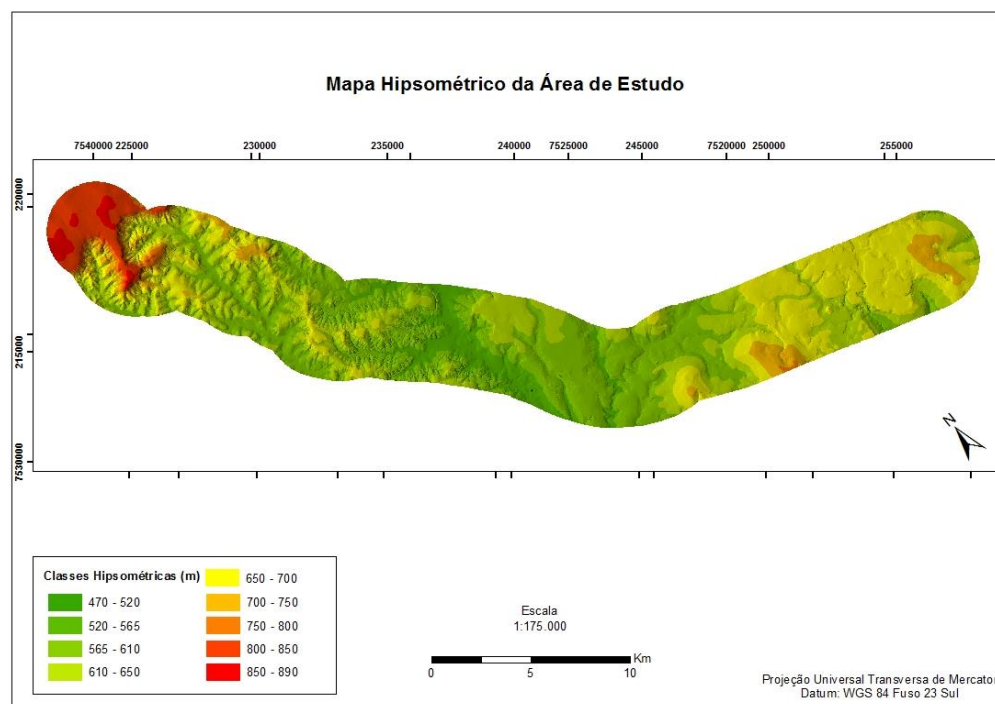 Mapa Hipsométrico da Área de Estudo
7540000 225000 230000 235000 240000 7525000 245000 7520000 250000 255000
220000
215000
7530000
N
Classes Hipsométricas (m)
470 - 520
520 - 565
565 - 610
610 - 650
650 - 700
700 - 750
750 - 800
800 - 850
850 - 890
Escala
1:175.000
Km
0 5 10
Projeção Universal Transversa de Mercator
Datum: WGS 84 Fuso 23 Sul